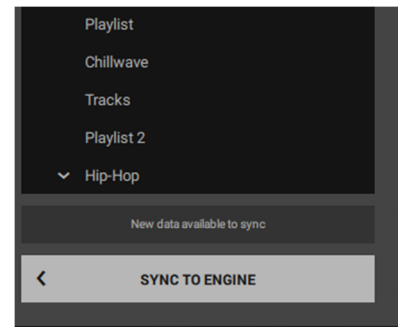 Playlist
Chillwave
Tracks
Playlist 2
Hip-Hop
New data available to sync
SYNC TO ENGINE